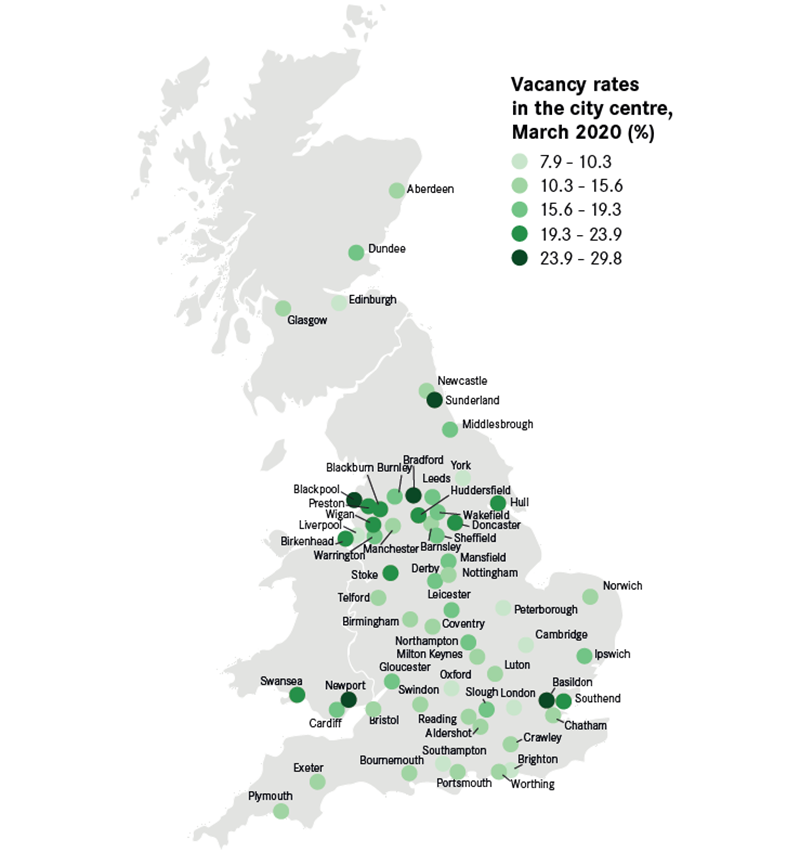 Vacancy rates
in the city centre,
March 2020 (%)
7.9 - 10.3
10.3 - 15.6
15.6 - 19.3
19.3 - 23.9
23.9 - 29.8
Aberdeen
Dundee
Edinburgh
Glasgow
Newcastle
Sunderland
Middlesbrough
Bradford
Blackburn Burnley
York
Leeds
Blackpool
Huddersfield
Preston
Hull
Wigan
Wakefield
Liverpool
Doncaster
Birkenhead
Sheffield
Manchester Barnsley
Warrington
Mansfield
Derby
Nottingham
Stoke
Norwich
Telford
Leicester
Peterborough
Birmingham
Coventry
Cambridge
Northampton
Milton Keynes
Ipswich
Gloucester
Luton
Oxford
Swansea
Newport
Basildon
Swindon
Slough London
Southend
Cardiff
Bristol
Reading
Chatham
Aldershot
Crawley
Southampton
Bournemouth
Brighton
Exeter
Portsmouth
Worthing
Plymouth